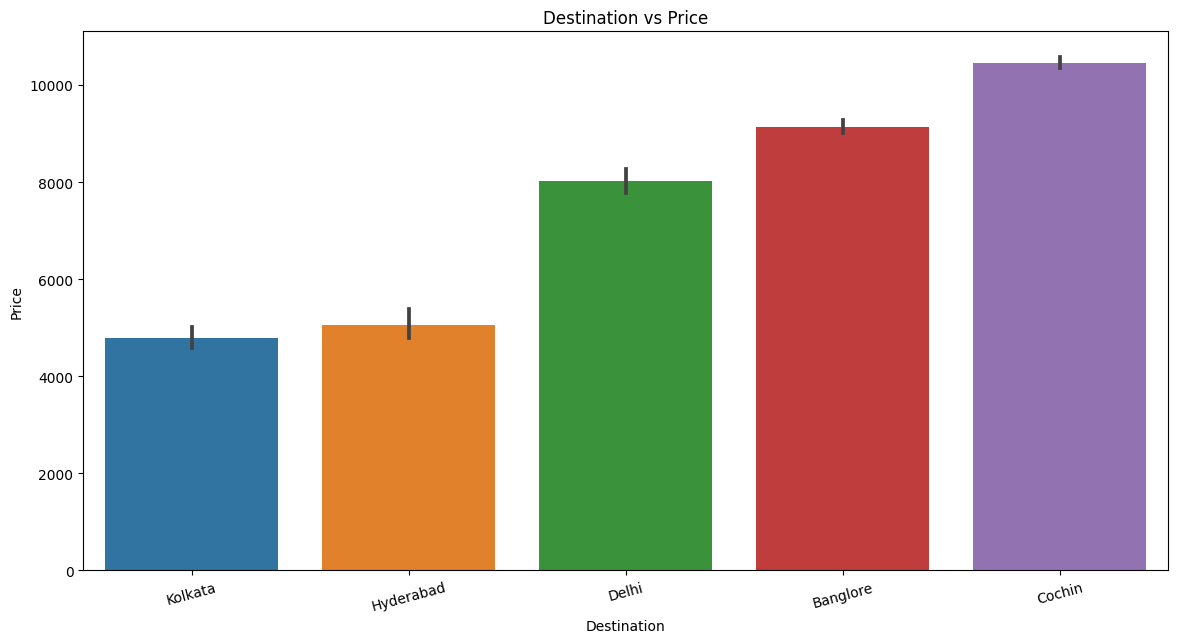 Destination vs Price
10000
8000
6000
4000
2000
0
Price
Kolkata
Hyderabad
Delhi
Banglore
Cochin
Destination